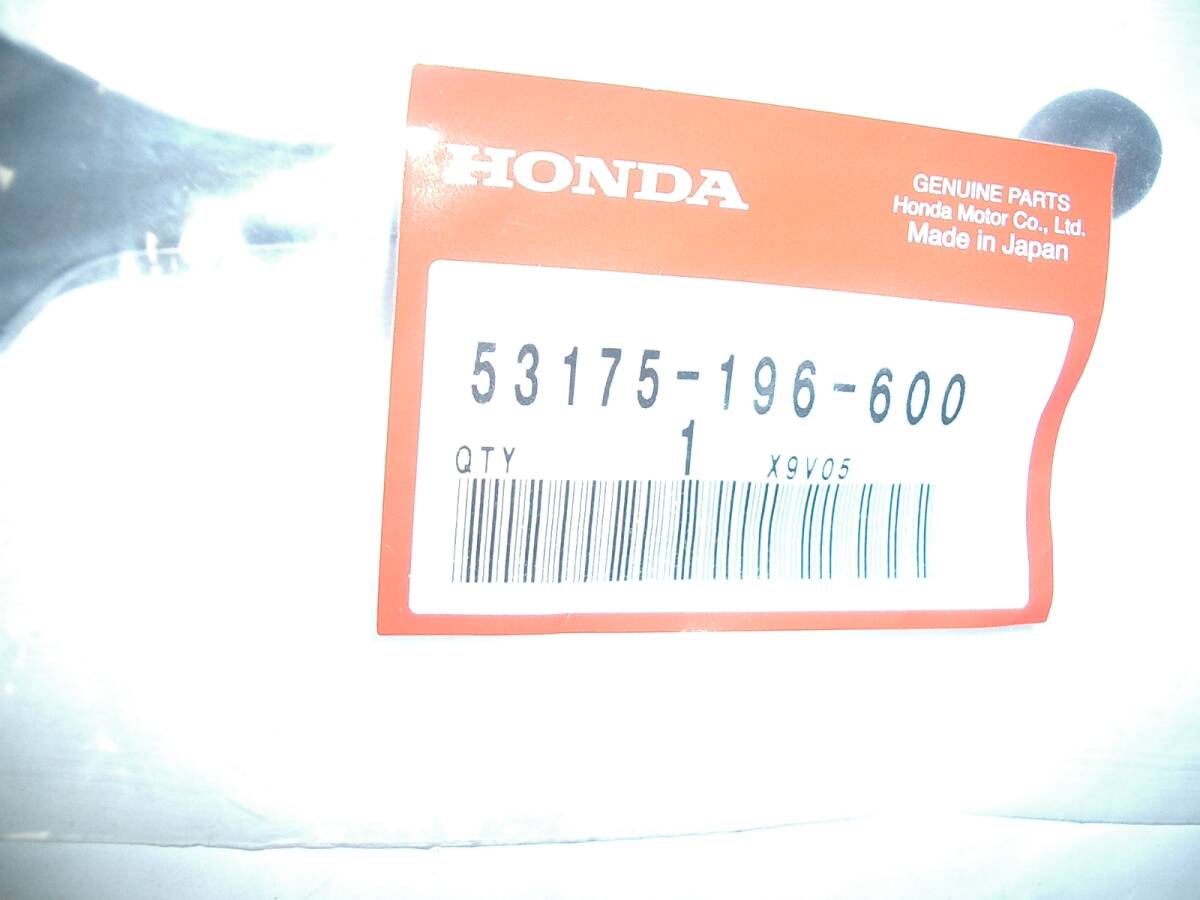 HONDA
GENUINE PARTS
Honda Motor Co., Ltd.
Made in Japan
53175-196-600
QTY 1 X9V05